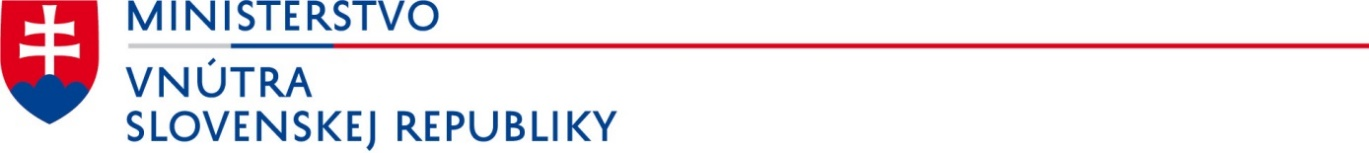 MINISTERSTVO
VNÚTRA
SLOVENSKEJ REPUBLIKY